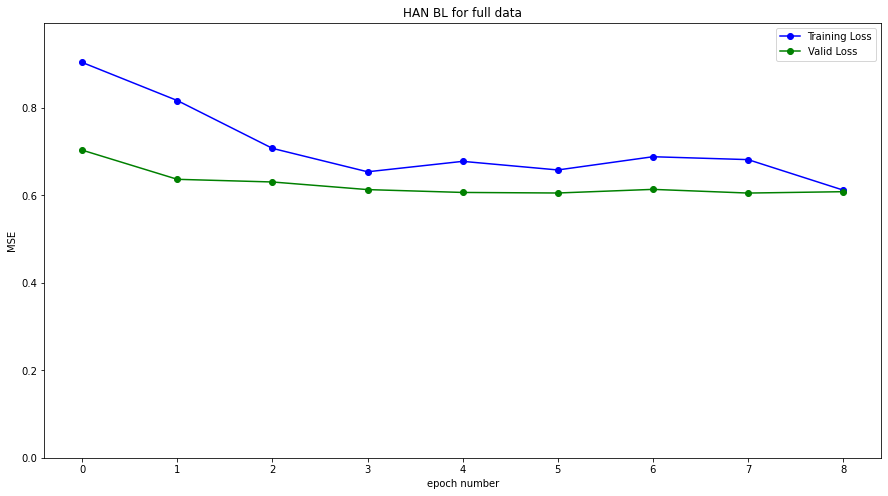 HAN BL for full data
Training Loss
Valid Loss
MSE
0.8
0.6
0.4
0.2
0.0
0 1 2 3 4 5 6 7 8
epoch number